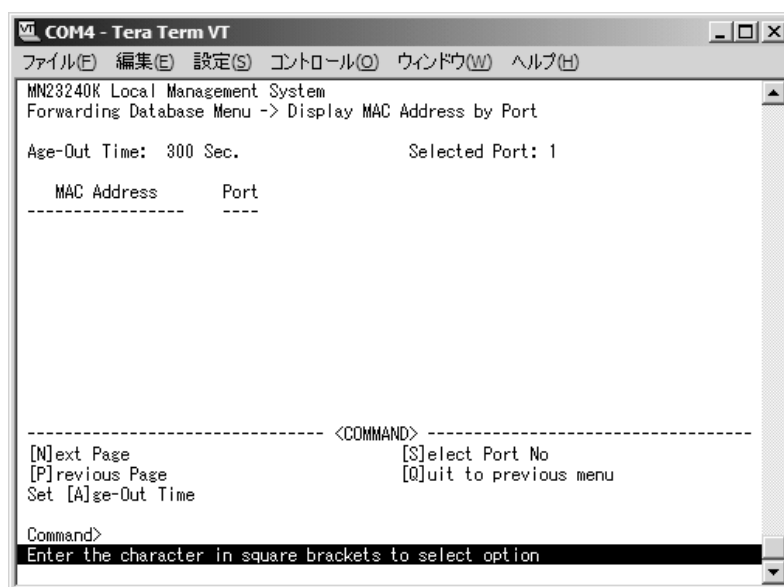 COM4 - Tera Term VT
ファイル(F) 編集(E) 設定(S) コントロール(O) ウィンドウ(W) ヘルプ(H)
MN23240K Local Management System
Forwarding Database Menu -> Display MAC Address by Port
Age-Out Time: 300 Sec. Selected Port: 1
MAC Address Port
----------------- ----
------------------------------ <COMMAND> ---------------------------------
[N]ext Page [S]elect Port No
[P]revious Page [Q]uit to previous menu
Set [A]ge-Out Time
Command>
Enter the character in square brackets to select option